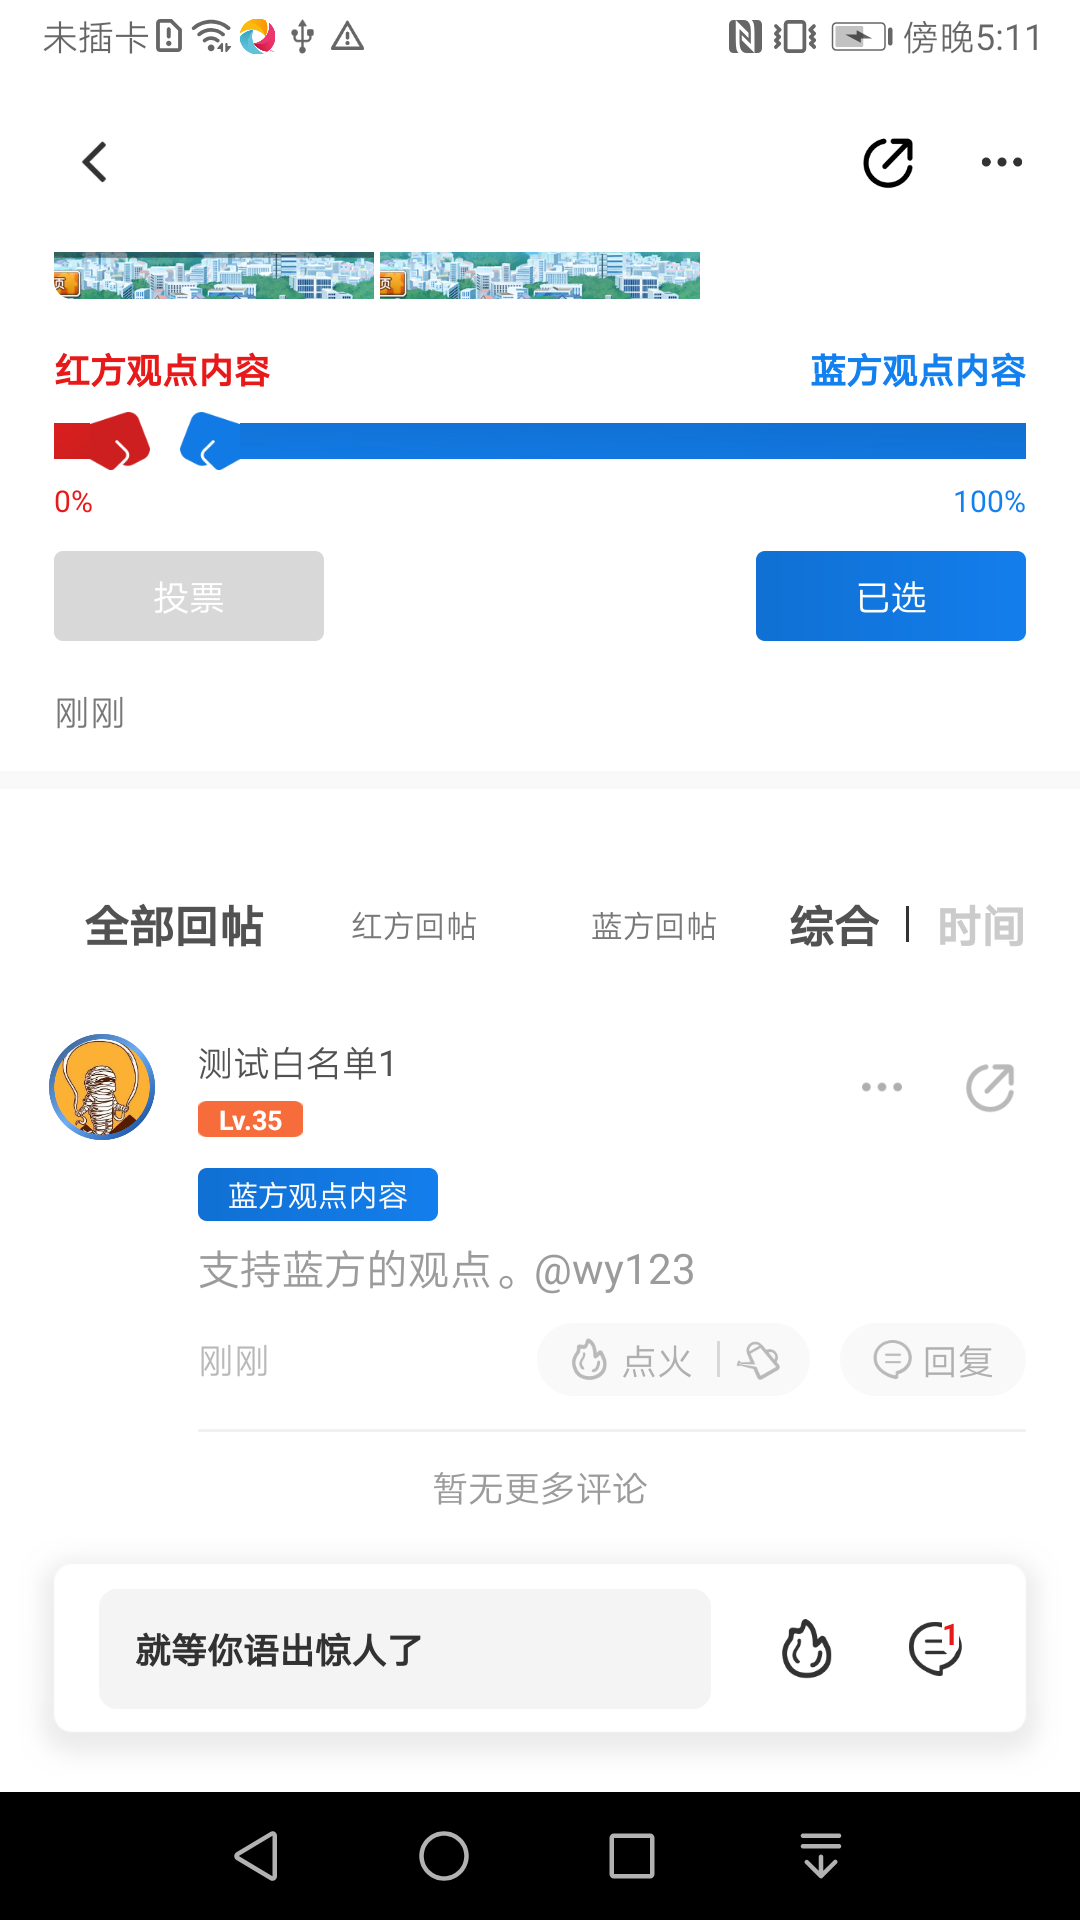 未插卡 傍晚5:11
页 页
红方观点内容 蓝方观点内容
0% 100%
投票 已选
刚刚
全部回帖 红方回帖 蓝方回帖 综合 时间
测试白名单1
Lv.35
蓝方观点内容
支持蓝方的观点。@wy123
刚刚 点火 回复
暂无更多评论
就等你语出惊人了 1